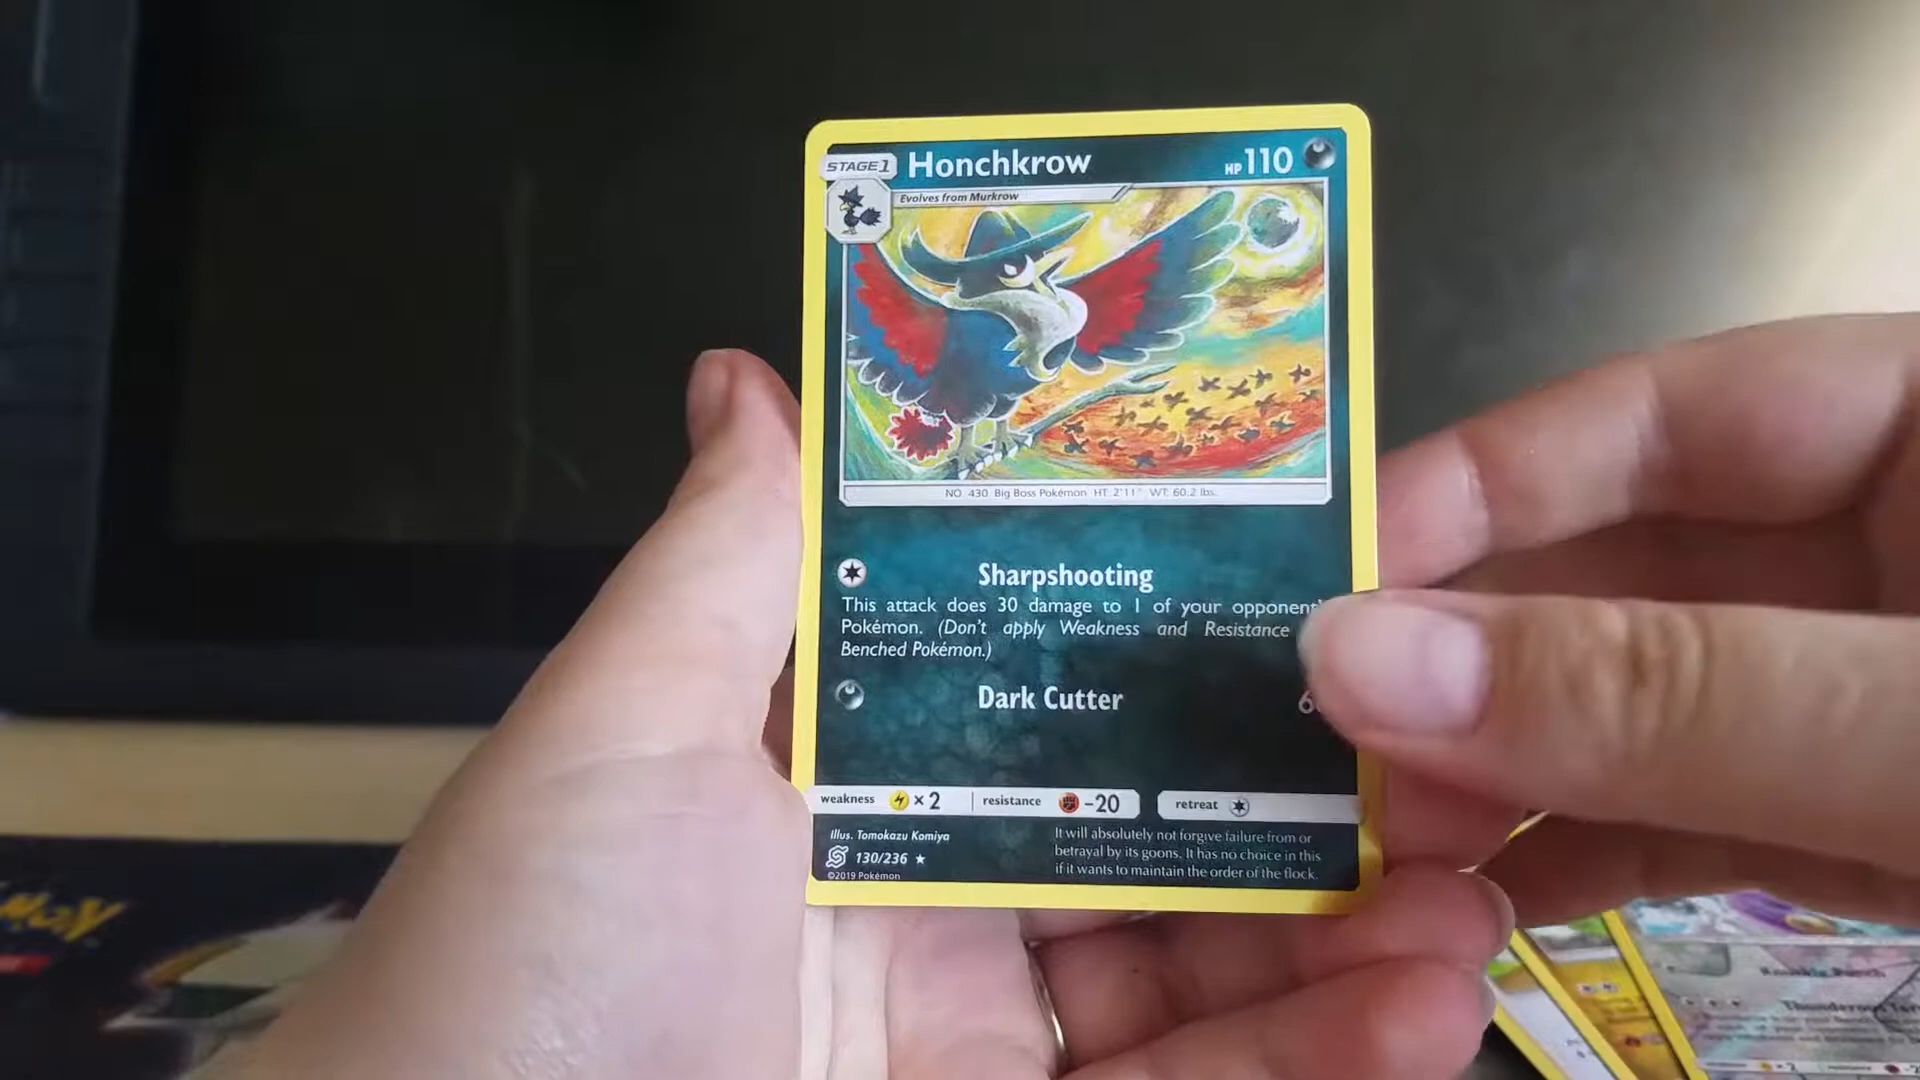 STAGE1 Honchkrow HP110
Evolves from Murkrow
NO. 430 Big Boss Pokémon HT: 2'11" WT: 60.2 lbs.
Sharpshooting
This attack does 30 damage to 1 of your opponent'
Pokémon. (Don't apply Weakness and Resistance
Benched Pokémon.)
Dark Cutter
weakness ×2 resistance -20 retreat
Illus. Tomokazu Komiya
130/236
©2019 Pokémon
It will absolutely not forgive failure from or
betrayal by its goons. It has no choice in this
if it wants to maintain the order of the flock.
Knuckle Punch
Thunderous